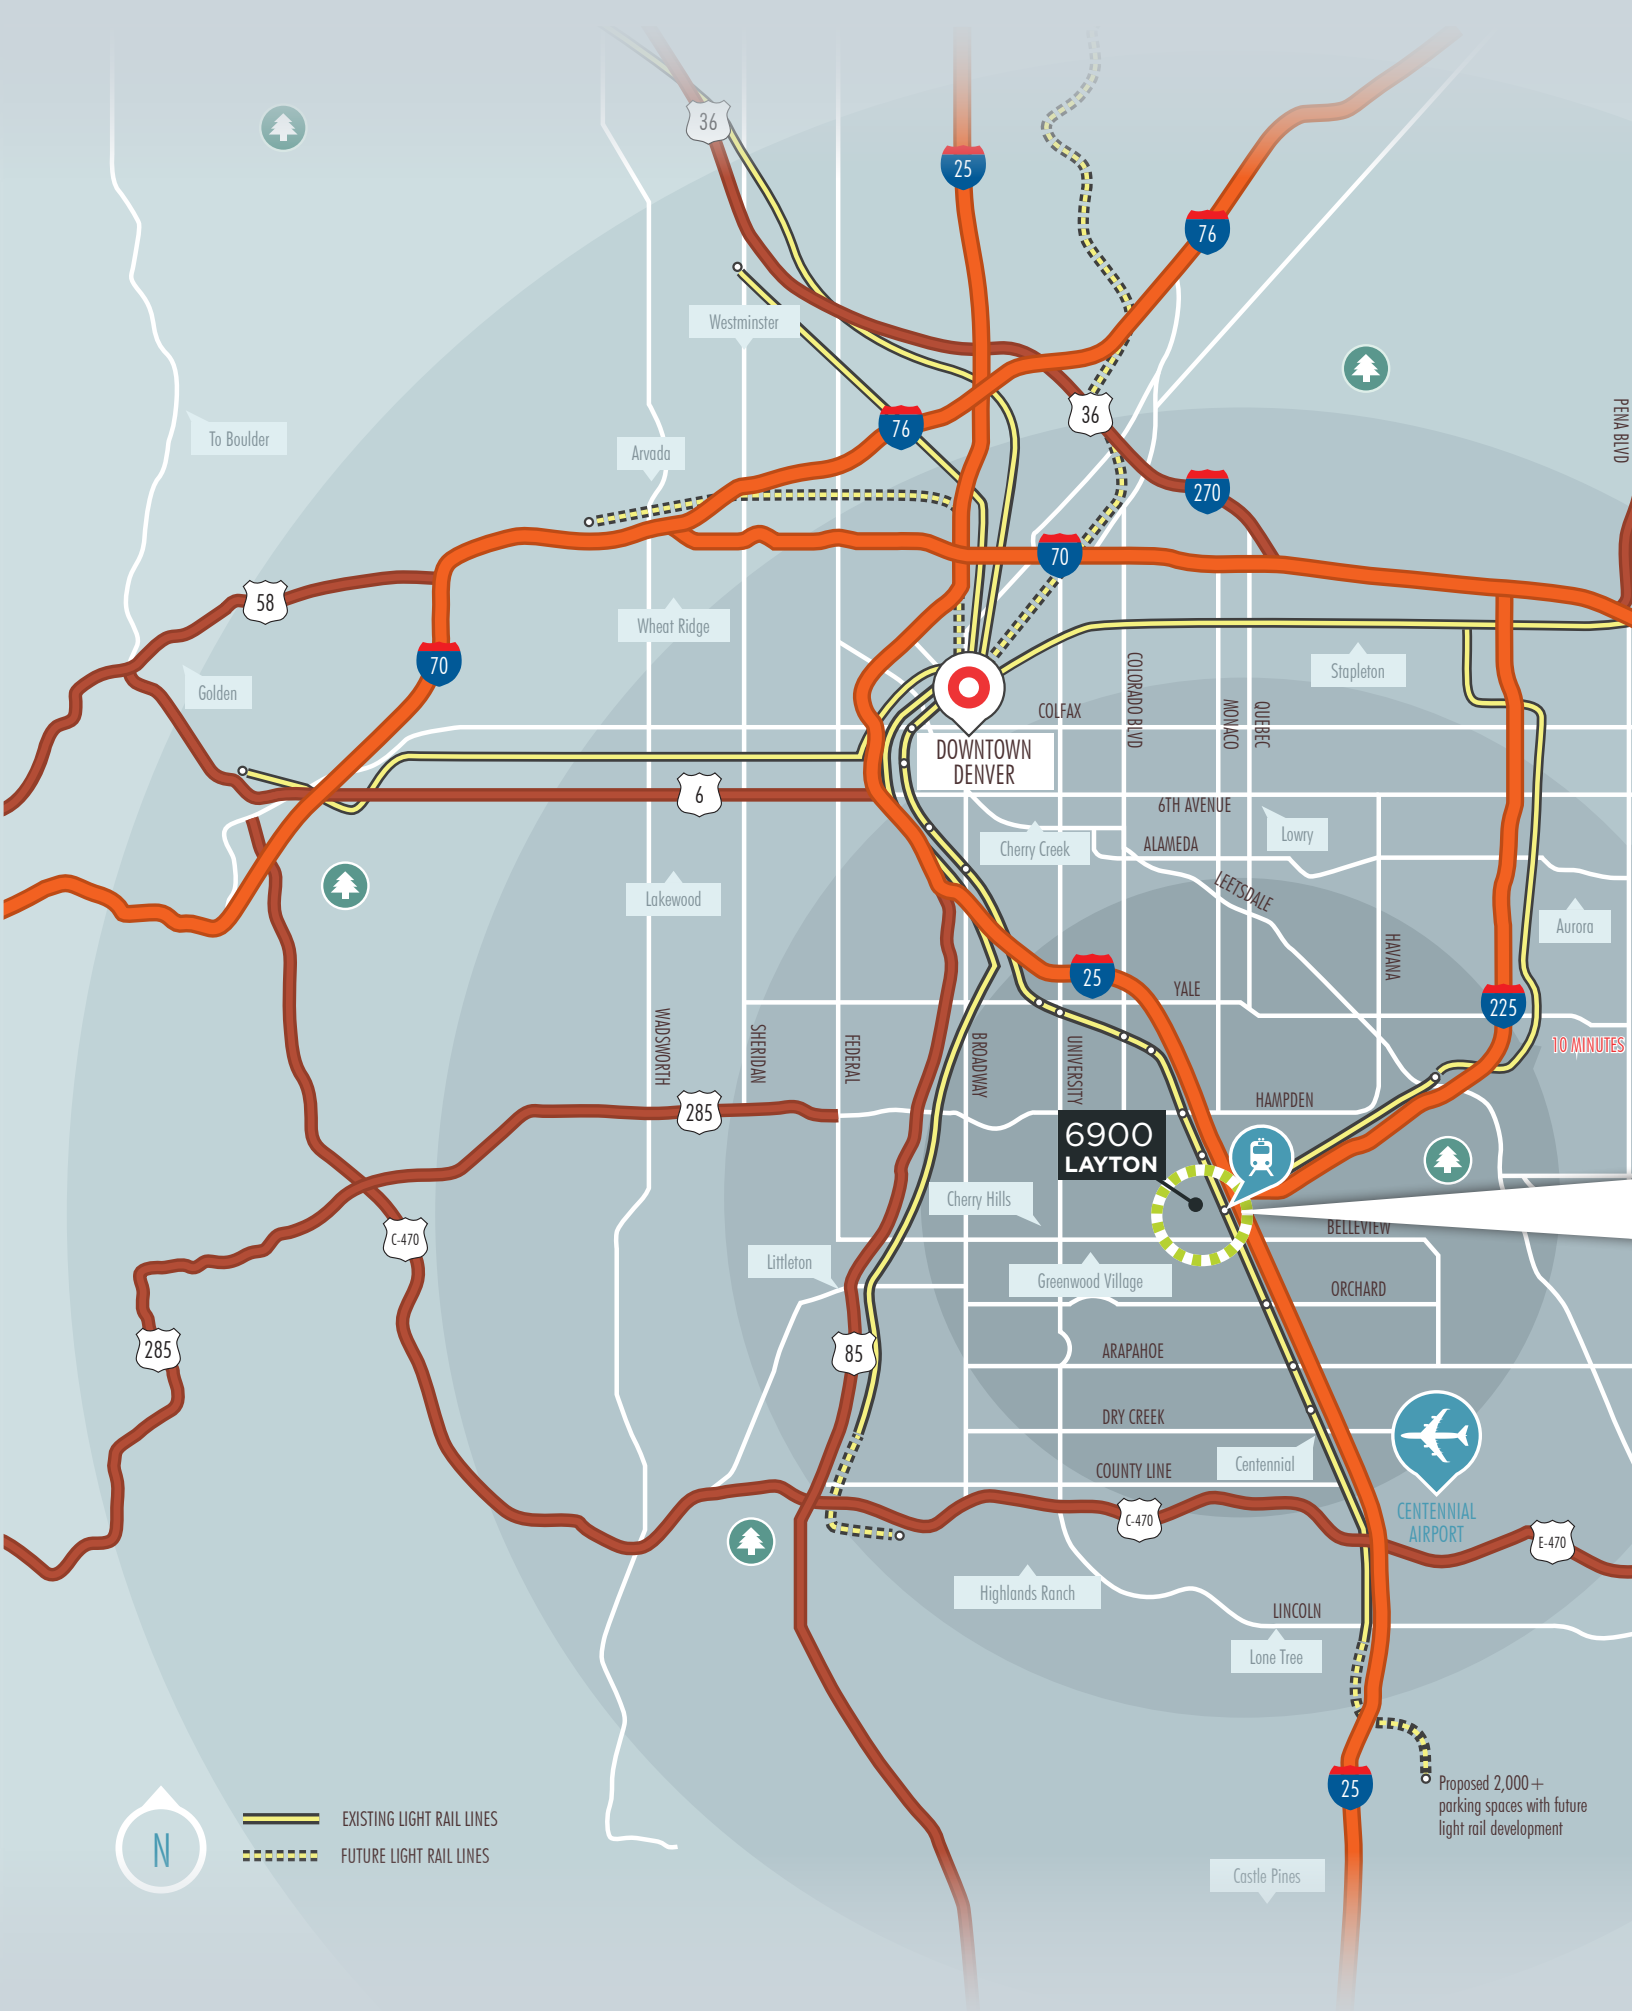 36
25
76
Westminster
36
PENA BLVD
76
To Boulder
Arvada
270
70
58
Wheat Ridge
70
Golden
Stapleton
COLORADO BLVD
MONACO
QUEBEC
COLFAX
DOWNTOWN
DENVER
6
6TH AVENUE
Lowry
Cherry Creek
ALAMEDA
LEETSDALE
Lakewood
Aurora
HAVANA
25
YALE
225
WADSWORTH
SHERIDAN
FEDERAL
BROADWAY
UNIVERSITY
10 MINUTES
285
HAMPDEN
6900
LAYTON
Cherry Hills
C-470
BELLEVIEW
Littleton
Greenwood Village
ORCHARD
285
85
ARAPAHOE
DRY CREEK
Centennial
COUNTY LINE
C-470
CENTENNIAL
AIRPORT
E-470
Highlands Ranch
LINCOLN
Lone Tree
25
Proposed 2,000+
parking spaces with future
light rail development
N
EXISTING LIGHT RAIL LINES
FUTURE LIGHT RAIL LINES
Castle Pines